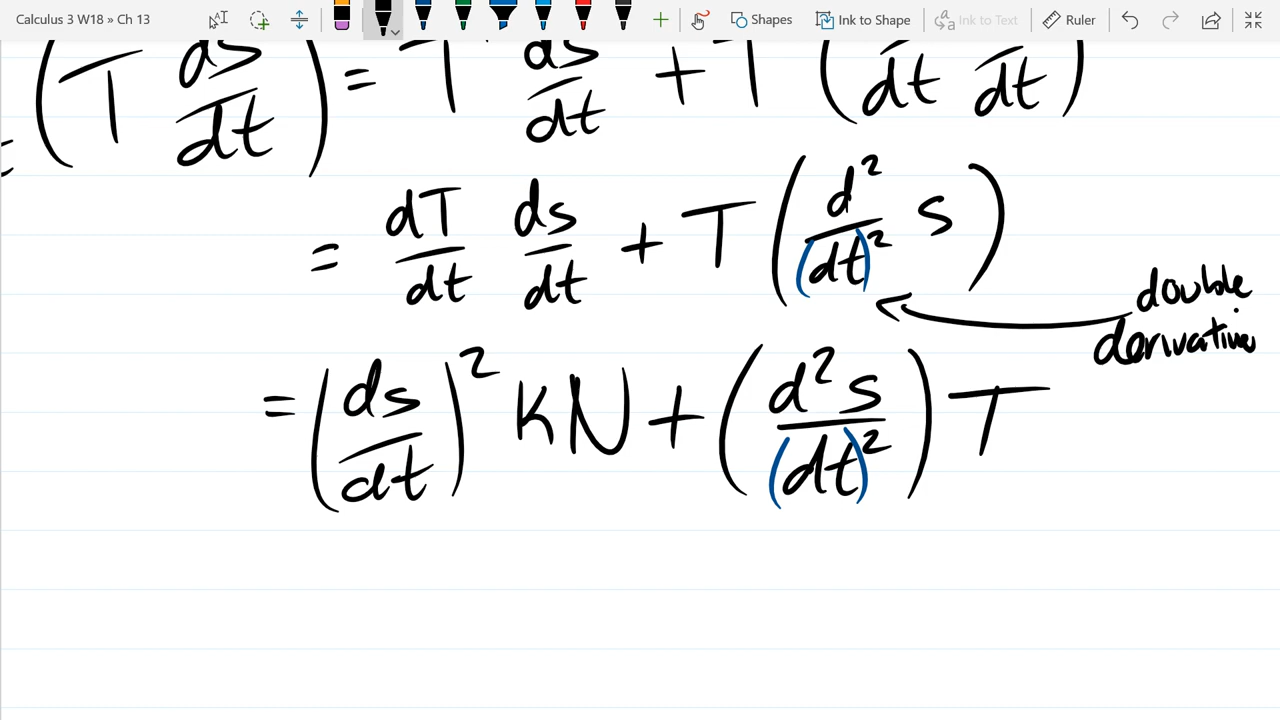 Calculus 3 W18 » Ch 13
Shapes
Ink to Shape
Ink to Text
Ruler
= (T ds/dt) = T' ds/dt + T (d/dt d/dt)
= dT/dt ds/dt + T (d²/(dt)² s)
double
derivative
= (ds/dt)² KN + (d²s/(dt)²) T